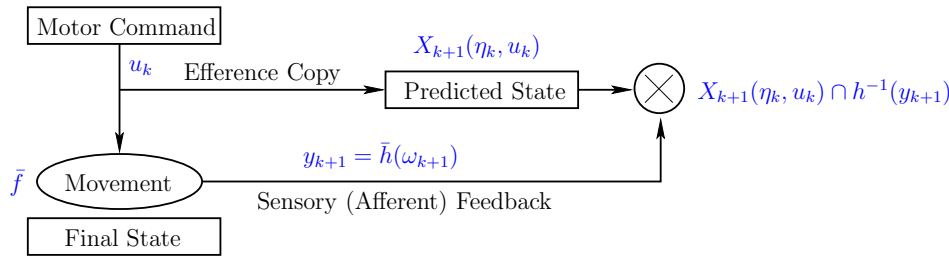 Motor Command
u_k
Efference Copy
X_{k+1}(η_k, u_k)
Predicted State
X_{k+1}(η_k, u_k) ∩ h^{-1}(y_{k+1})
f̄
Movement
y_{k+1} = h̄(ω_{k+1})
Sensory (Afferent) Feedback
Final State